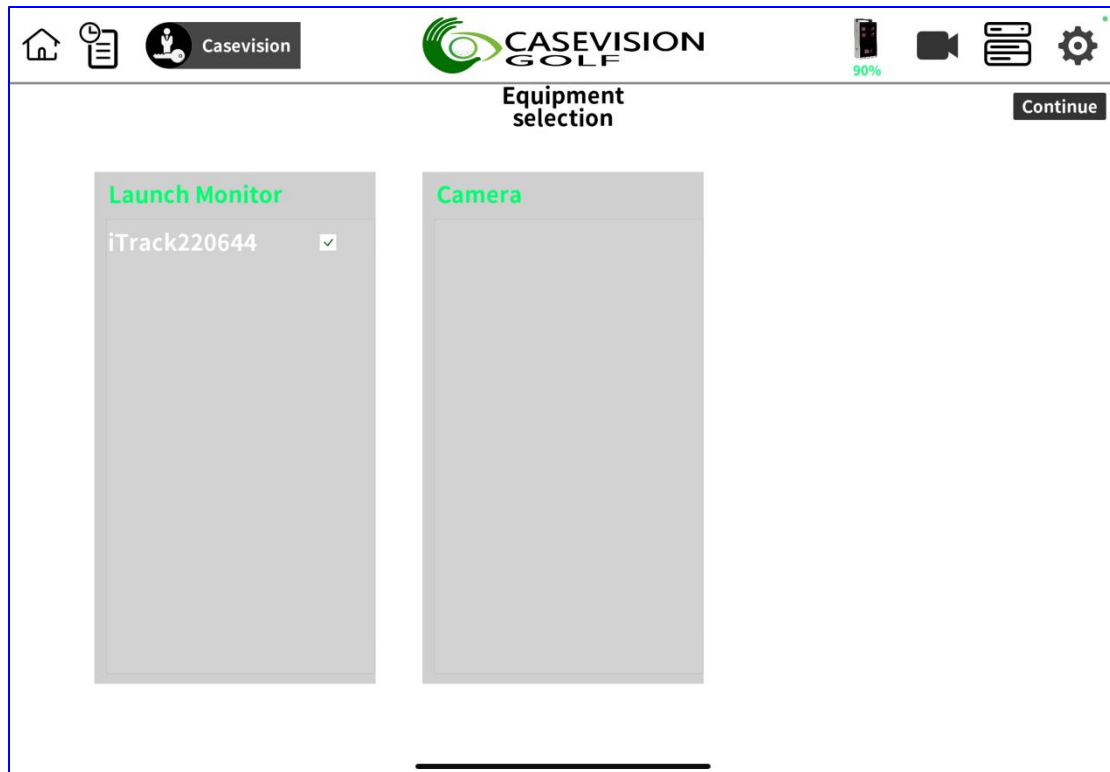 Casevision
CASEVISION
GOLF
90%
Equipment
selection
Continue
Launch Monitor
Camera
iTrack220644